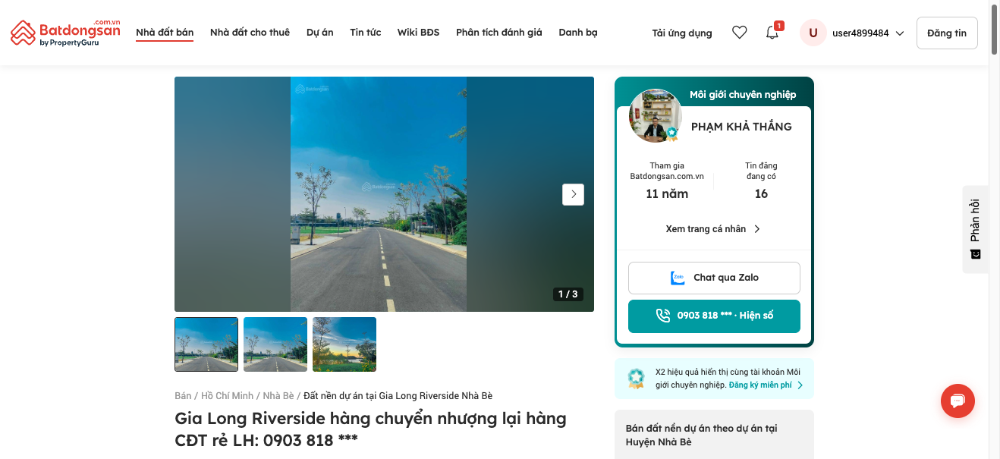 Batdongsan
.com.vn
by PropertyGuru
Nhà đất bán
Nhà đất cho thuê
Dự án
Tin tức
Wiki BĐS
Phân tích đánh giá
Danh bạ
Tải ứng dụng
1
U
user4899484
Đăng tin
Batdongsan
Batdongsan
1 / 3
Môi giới chuyên nghiệp
PHẠM KHẢ THẮNG
Tham gia
Batdongsan.com.vn
11 năm
Tin đăng
đang có
16
Xem trang cá nhân
Zalo
Chat qua Zalo
0903 818 *** · Hiện số
X2 hiệu quả hiển thị cùng tài khoản Môi
giới chuyên nghiệp. Đăng ký miễn phí
Bán đất nền dự án theo dự án tại
Huyện Nhà Bè
Phản hồi
Bán / Hồ Chí Minh / Nhà Bè / Đất nền dự án tại Gia Long Riverside Nhà Bè
Gia Long Riverside hàng chuyển nhượng lại hàng
CĐT rẻ LH: 0903 818 ***